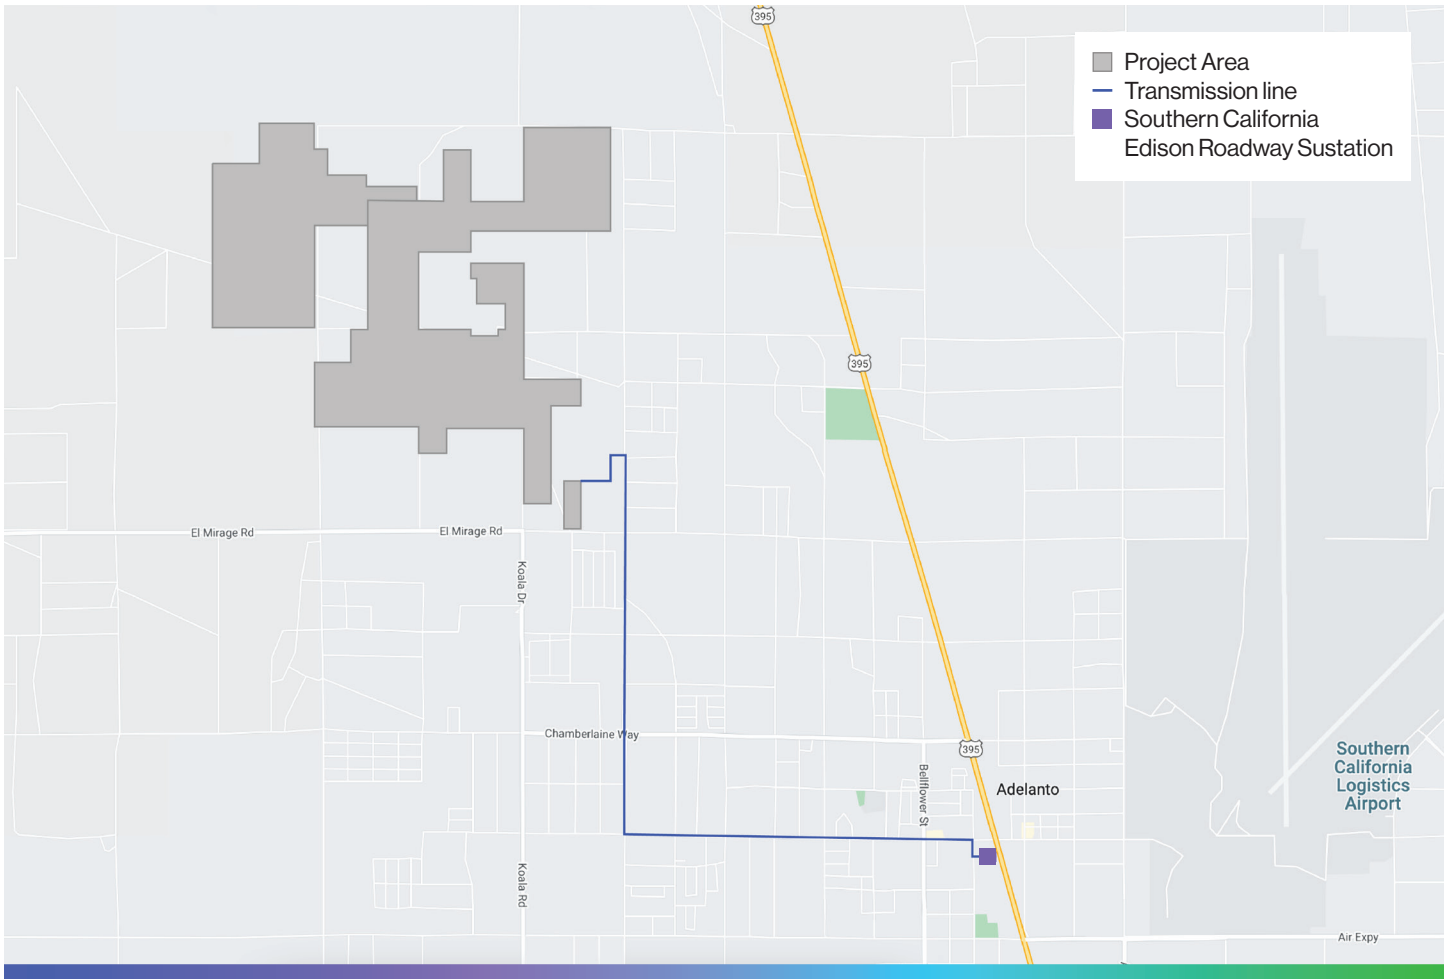 395
Project Area
Transmission line
Southern California
Edison Roadway Sustation
395
El Mirage Rd
El Mirage Rd
Koala Dr
Chamberlaine Way
395
Southern
California
Logistics
Airport
Bellflower St
Adelanto
Koala Rd
Air Expy